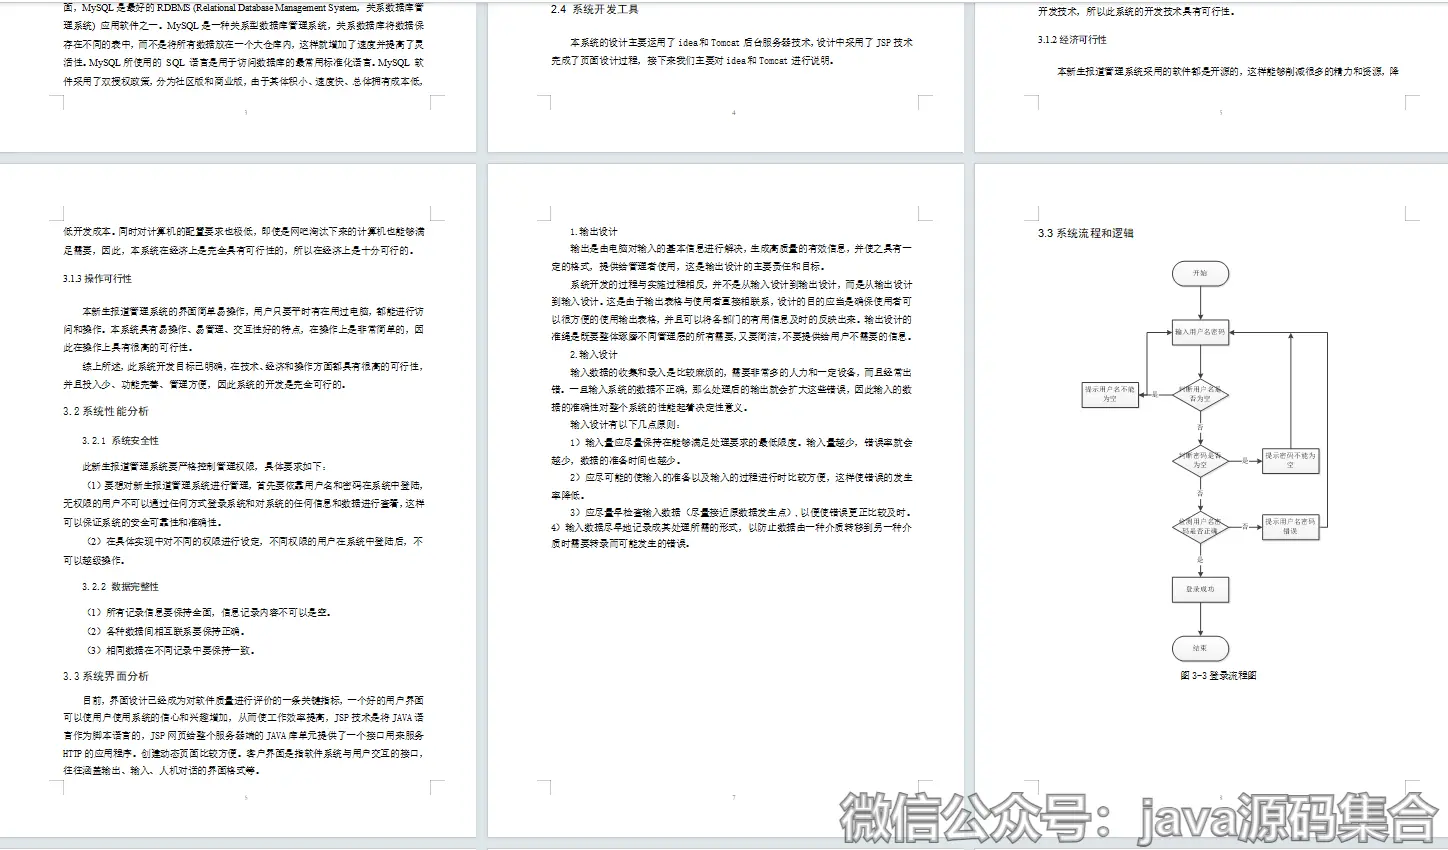 面，MySQL是最好的RDBMS (Relational Database Management System，关系数据库管
理系统) 应用软件之一。MySQL是一种关系型数据库管理系统，关系数据库将数据保
存在不同的表中，而不是将所有数据放在一个大仓库内，这样就增加了速度并提高了灵
活性。MySQL 所使用的 SQL 语言是用于访问数据库的最常用标准化语言。MySQL 软
件采用了双授权政策，分为社区版和商业版，由于其体积小、速度快、总体拥有成本低，
2.4 系统开发工具
本系统的设计主要运用了 idea和Tomcat 后台服务器技术，设计中采用了 JSP 技术
完成了页面设计过程，接下来我们主要对 idea和 Tomcat 进行说明。
4
开发技术，所以此系统的开发技术具有可行性。
3.1.2 经济可行性
本新生报道管理系统采用的软件都是开源的，这样能够削减很多的精力和资源，降
5
低开发成本。同时对计算机的配置要求也极低，即使是网吧淘汰下来的计算机也能够满
足需要，因此，本系统在经济上是完全具有可行性的，所以在经济上是十分可行的。
3.1.3 操作可行性
本新生报道管理系统的界面简单易操作，用户只要平时有在用过电脑，都能进行访
问和操作。本系统具有易操作、易管理、交互性好的特点，在操作上是非常简单的，因
此在操作上具有很高的可行性。
综上所述，此系统开发目标已明确，在技术、经济和操作方面都具有很高的可行性，
并且投入少、功能完善、管理方便，因此系统的开发是完全可行的。
3.2 系统性能分析
3.2.1 系统安全性
此新生报道管理系统要严格控制管理权限，具体要求如下：
（1）要想对新生报道管理系统进行管理，首先要依靠用户名和密码在系统中登陆，
无权限的用户不可以通过任何方式登录系统和对系统的任何信息和数据进行查看，这样
可以保证系统的安全可靠性和准确性。
（2）在具体实现中对不同的权限进行设定，不同权限的用户在系统中登陆后，不
可以越级操作。
3.2.2 数据完整性
（1）所有记录信息要保持全面，信息记录内容不可以是空。
（2）各种数据间相互联系要保持正确。
（3）相同数据在不同记录中要保持一致。
3.3 系统界面分析
目前，界面设计已经成为对软件质量进行评价的一条关键指标，一个好的用户界面
可以使用户使用系统的信心和兴趣增加，从而使工作效率提高，JSP 技术是将 JAVA 语
言作为脚本语言的，JSP 网页给整个服务器端的 JAVA 库单元提供了一个接口用来服务
HTTP 的应用程序。创建动态页面比较方便。客户界面是指软件系统与用户交互的接口，
往往涵盖输出、输入、人机对话的界面格式等。
1.输出设计
输出是由电脑对输入的基本信息进行解决，生成高质量的有效信息，并使之具有一
定的格式，提供给管理者使用，这是输出设计的主要责任和目标。
系统开发的过程与实施过程相反，并不是从输入设计到输出设计，而是从输出设计
到输入设计。这是由于输出表格与使用者直接相联系，设计的目的应当是确保使用者可
以很方便的使用输出表格，并且可以将各部门的有用信息及时的反映出来。输出设计的
准绳是既要整体琢磨不同管理层的所有需要，又要简洁，不要提供给用户不需要的信息。
2.输入设计
输入数据的收集和录入是比较麻烦的，需要非常多的人力和一定设备，而且经常出
错。一旦输入系统的数据不正确，那么处理后的输出就会扩大这些错误，因此输入的数
据的准确性对整个系统的性能起着决定性意义。
输入设计有以下几点原则：
1）输入量应尽量保持在能够满足处理要求的最低限度。输入量越少，错误率就会
越少，数据的准备时间也越少。
2）应尽可能的使输入的准备以及输入的过程进行时比较方便，这样使错误的发生
率降低。
3）应尽量早检查输入数据（尽量接近原数据发生点），以便使错误更正比较及时。
4）输入数据尽早地记录成其处理所需的形式，以防止数据由一种介质转移到另一种介
质时需要转录而可能发生的错误。
7
3.3 系统流程和逻辑
开始
输入用户名密码
提示用户名不能
为空
是
判断用户名是
否为空
否
判断密码是否
为空
是
提示密码不能为
空
否
检测用户名密
码是否正确
否
提示用户名密码
错误
是
登录成功
结束
图 3-3 登录流程图
微信公众号：java源码集合